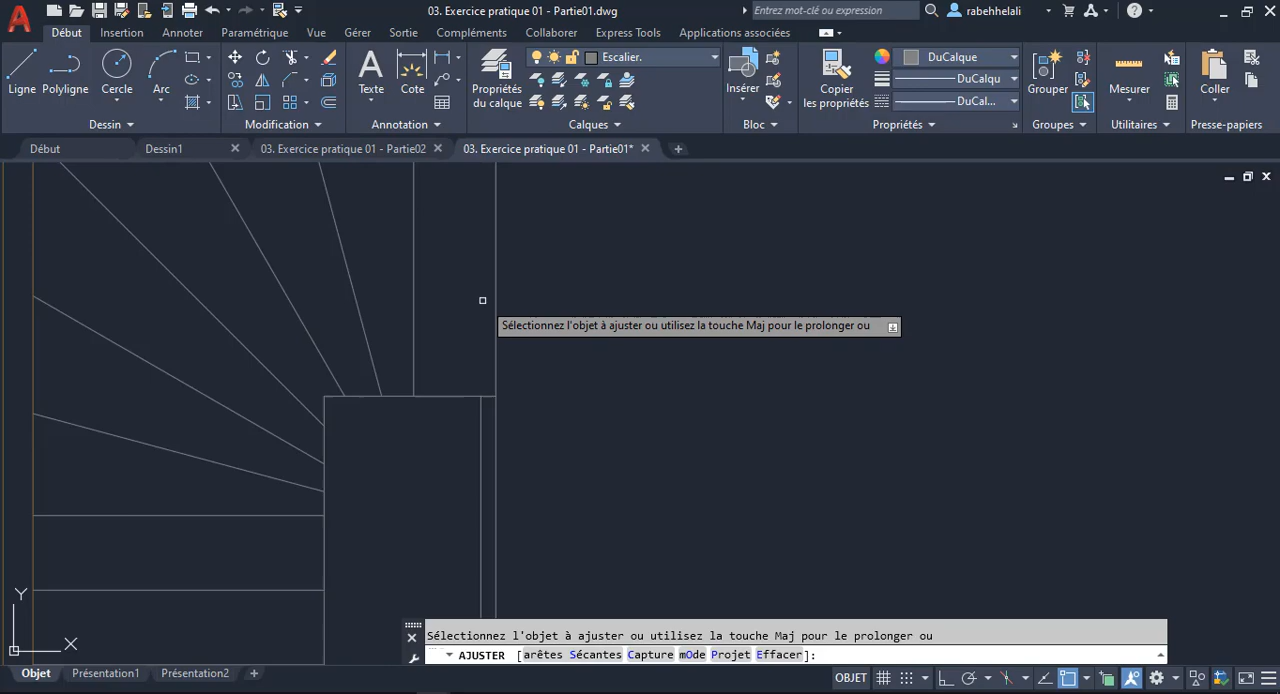 03. Exercice pratique 01 - Partie01.dwg
Entrez mot-clé ou expression
rabehhelali
Début Insertion Annoter Paramétrique Vue Gérer Sortie Compléments Collaborer Express Tools Applications associées
Escalier.
DuCalque
DuCalqu
DuCal...
Ligne Polyligne Cercle Arc
Texte Cote
Propriétés du calque
Insérer
Copier les propriétés
Grouper
Mesurer
Coller
Dessin Modification Annotation Calques Bloc Propriétés Groupes Utilitaires Presse-papiers
Début Dessin1 03. Exercice pratique 01 - Partie02 03. Exercice pratique 01 - Partie01*
Sélectionnez l'objet à ajuster ou utilisez la touche Maj pour le prolonger ou
Y
X
Sélectionnez l'objet à ajuster ou utilisez la touche Maj pour le prolonger ou
AJUSTER [arêtes Sécantes Capture mOde Projet Effacer]:
Objet Présentation1 Présentation2
OBJET